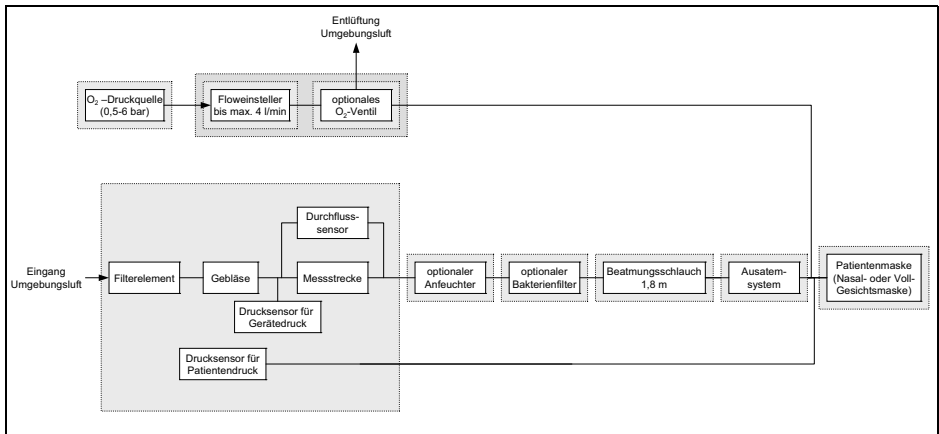 Entlüftung
Umgebungsluft
O₂ –Druckquelle
(0,5-6 bar)
Floweinsteller
bis max. 4 l/min
optionales
O₂-Ventil
Durchfluss-
sensor
Eingang
Umgebungsluft
Filterelement
Gebläse
Messstrecke
optionaler
Anfeuchter
optionaler
Bakterienfilter
Beatmungsschlauch
1,8 m
Ausatem-
system
Patientenmaske
(Nasal- oder Voll-
Gesichtsmaske)
Drucksensor für
Gerätedruck
Drucksensor für
Patientendruck